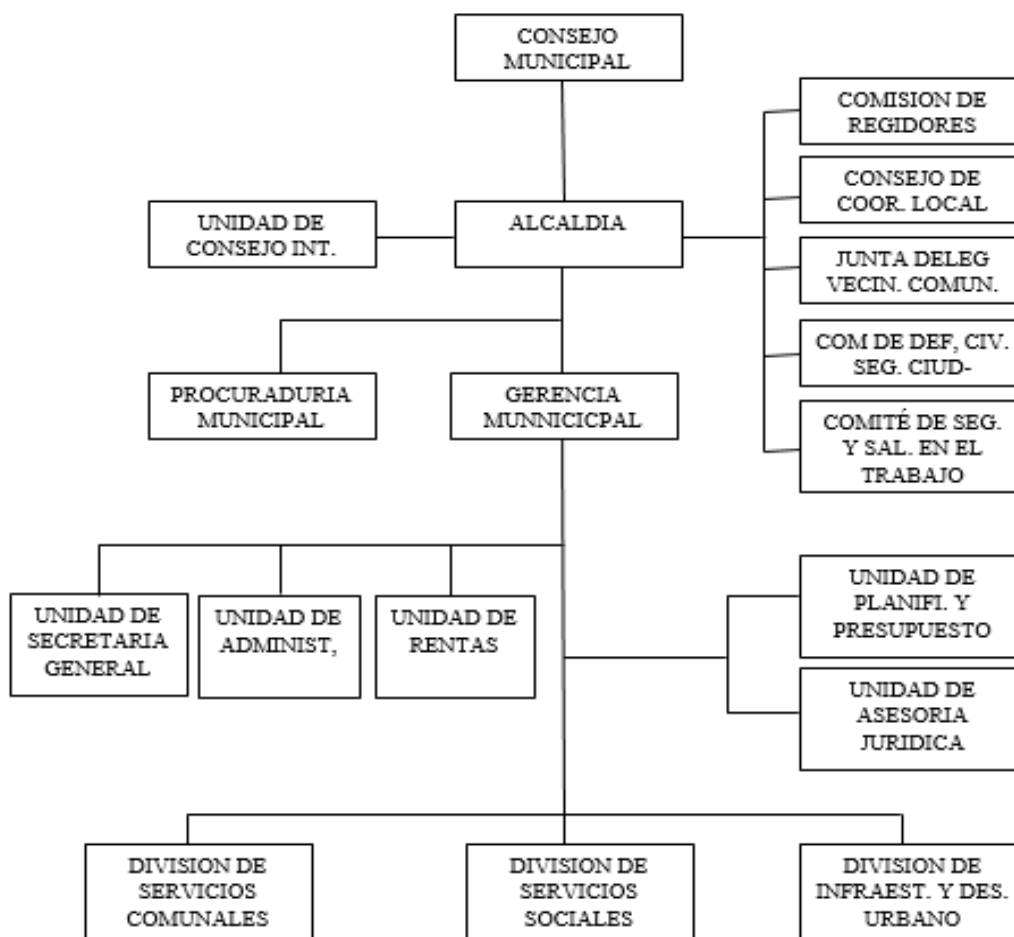 CONSEJO
MUNICIPAL
COMISION DE
REGIDORES
CONSEJO DE
COOR. LOCAL
UNIDAD DE
CONSEJO INT.
ALCALDIA
JUNTA DELEG
VECIN. COMUN.
COM DE DEF, CIV.
SEG. CIUD-
PROCURADURIA
MUNICIPAL
GERENCIA
MUNNICICPAL
COMITÉ DE SEG.
Y SAL. EN EL
TRABAJO
UNIDAD DE
SECRETARIA
GENERAL
UNIDAD DE
ADMINIST,
UNIDAD DE
RENTAS
UNIDAD DE
PLANIFI. Y
PRESUPUESTO
UNIDAD DE
ASESORIA
JURIDICA
DIVISION DE
SERVICIOS
COMUNALES
DIVISION DE
SERVICIOS
SOCIALES
DIVISION DE
INFRAEST. Y DES.
URBANO